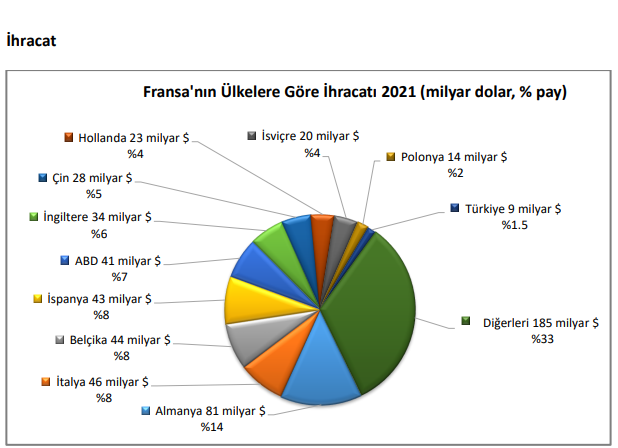 İhracat
Fransa'nın Ülkelere Göre İhracatı 2021 (milyar dolar, % pay)
Hollanda 23 milyar $
%4
İsviçre 20 milyar $
%4
Polonya 14 milyar $
%2
Çin 28 milyar $
%5
Türkiye 9 milyar $
%1.5
İngiltere 34 milyar $
%6
ABD 41 milyar $
%7
İspanya 43 milyar $
%8
Diğerleri 185 milyar $
%33
Belçika 44 milyar $
%8
İtalya 46 milyar $
%8
Almanya 81 milyar $
%14